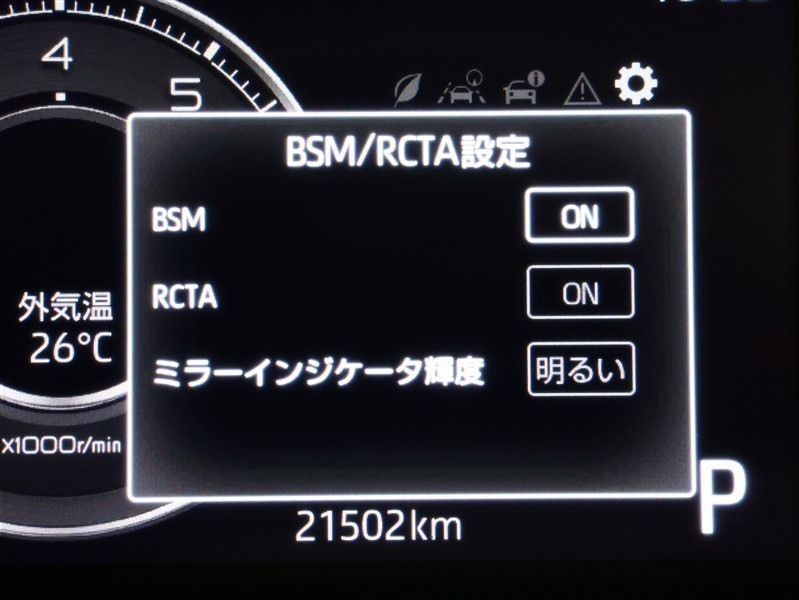 4
5
BSM/RCTA設定
BSM ON
RCTA ON
ミラーインジケータ輝度 明るい
外気温
26°C
x1000r/min
P
21502km